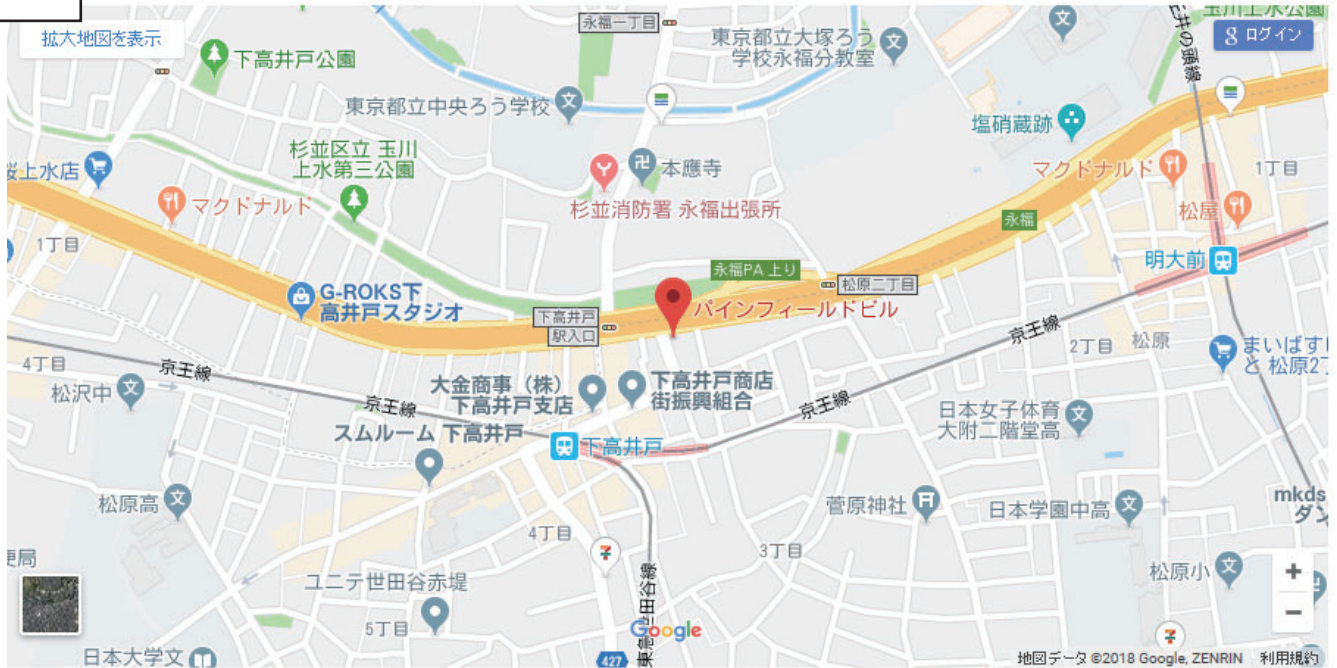 拡大地図を表示
永福一丁目
玉川上水公園
ログイン
下高井戸公園
東京都立大塚ろう
学校永福分教室
井の頭線
東京都立中央ろう学校
塩硝蔵跡
杉並区立 玉川
上水第三公園
本應寺
マクドナルド
1丁目
桜上水店
マクドナルド
杉並消防署 永福出張所
松屋
永福
1丁目
明大前
永福PA 上り
松原二丁目
G-ROKS下
高井戸スタジオ
下高井戸
駅入口
パインフィールドビル
京王線
2丁目
松原
まいばす
と 松原2
4丁目
京王線
松沢中
大金商事（株）
下高井戸支店
下高井戸商店
街振興組合
京王線
京王線
日本女子体育
大附二階堂高
スムルーム 下高井戸
下高井戸
松原高
菅原神社
日本学園中高
mkds
ダン
4丁目
3丁目
便局
ユニテ世田谷赤堤
松原小
5丁目
東急世田谷線
Google
427
日本大学文
地図データ ©2018 Google, ZENRIN
利用規約